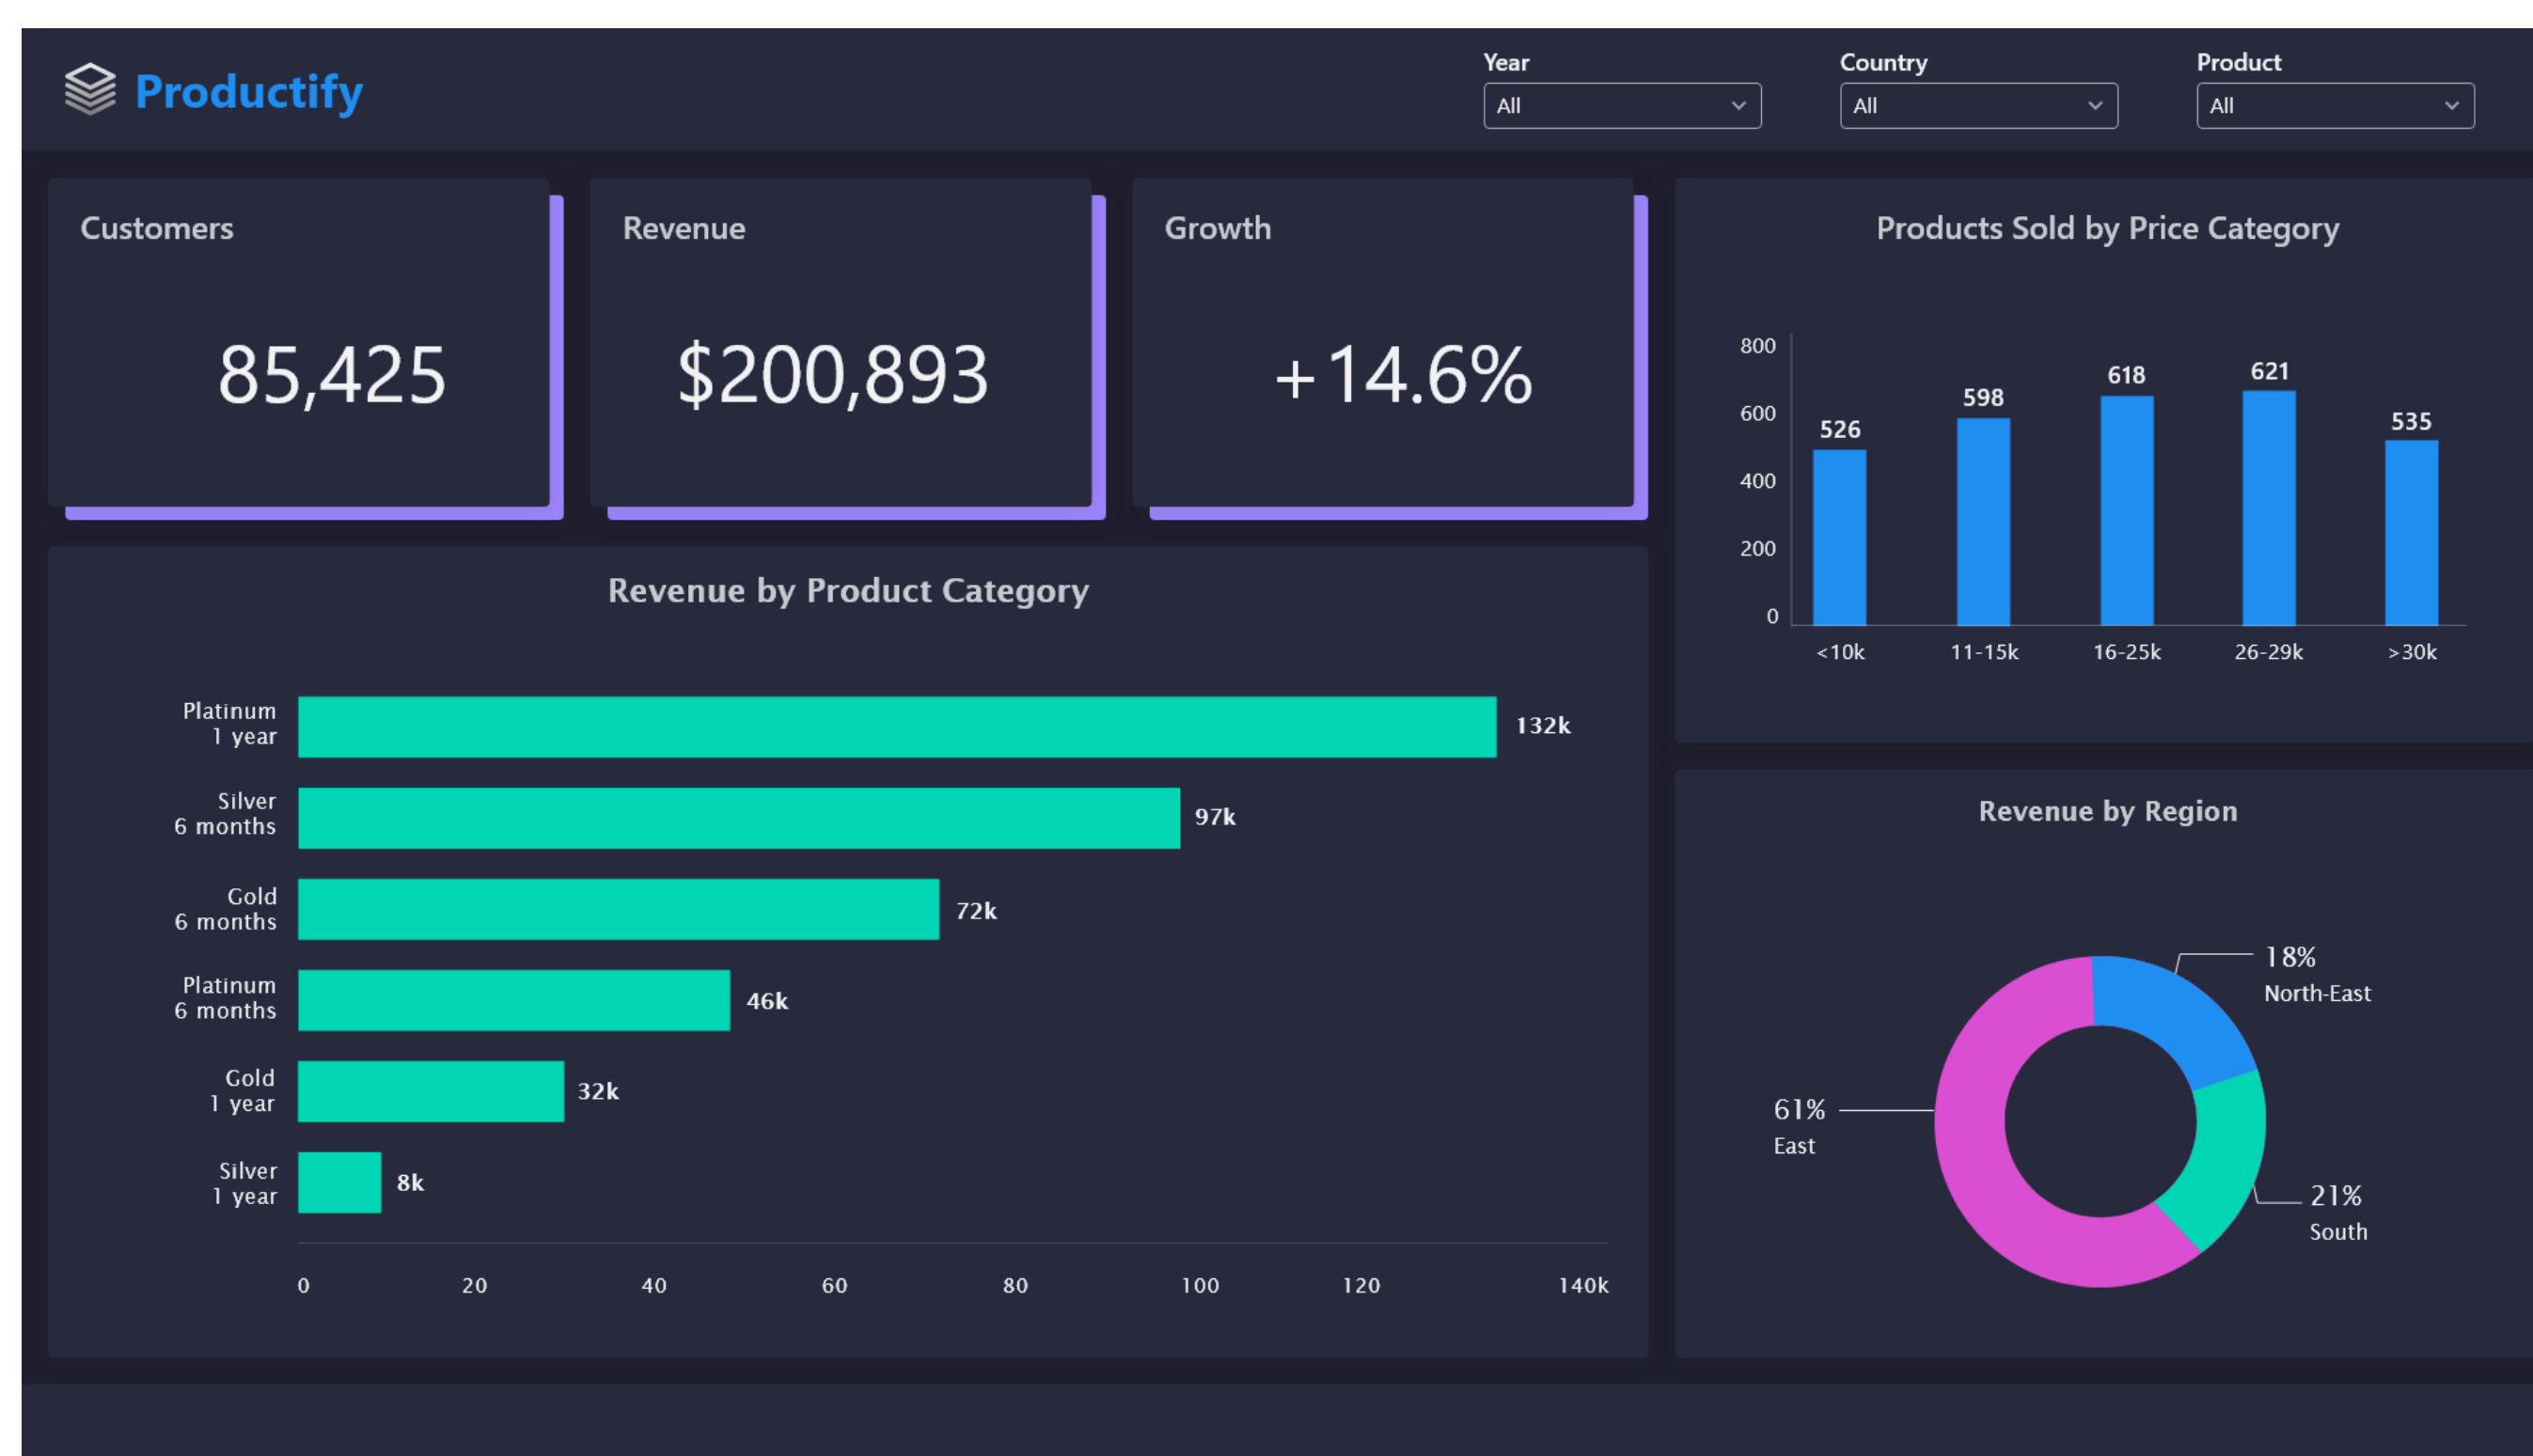 Productify
Year
All
Country
All
Product
All
Customers
85,425
Revenue
$200,893
Growth
+14.6%
Products Sold by Price Category
800
600
400
200
0
526
598
618
621
535
<10k
11-15k
16-25k
26-29k
>30k
Revenue by Product Category
Platinum
1 year
132k
Silver
6 months
97k
Gold
6 months
72k
Platinum
6 months
46k
Gold
1 year
32k
Silver
1 year
8k
0
20
40
60
80
100
120
140k
Revenue by Region
18%
North-East
61%
East
21%
South